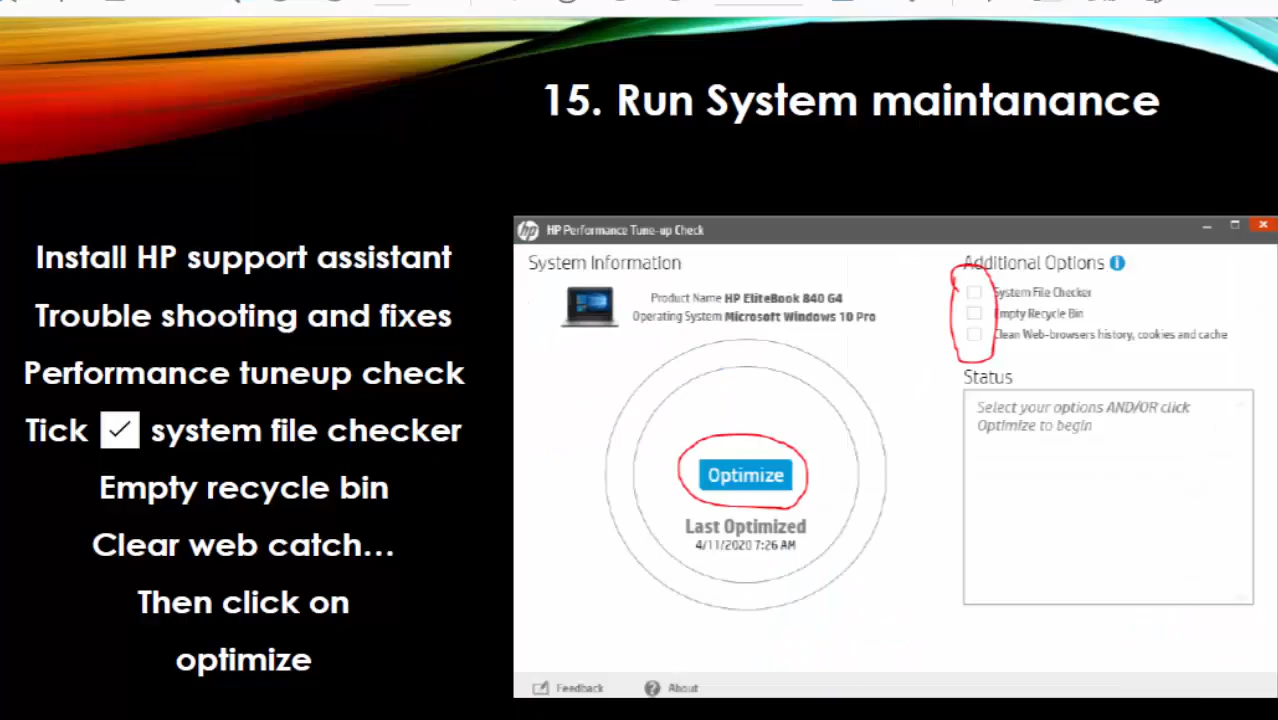 15. Run System maintanance
Install HP support assistant
Trouble shooting and fixes
Performance tuneup check
Tick ✓ system file checker
Empty recycle bin
Clear web catch...
Then click on
optimize
hp HP Performance Tune-up Check
System Information
Product Name HP EliteBook 840 G4
Operating System Microsoft Windows 10 Pro
Optimize
Last Optimized
4/11/2020 7:26 AM
Additional Options
System File Checker
Empty Recycle Bin
Clean Web-browsers history, cookies and cache
Status
Select your options AND/OR click
Optimize to begin
Feedback
About